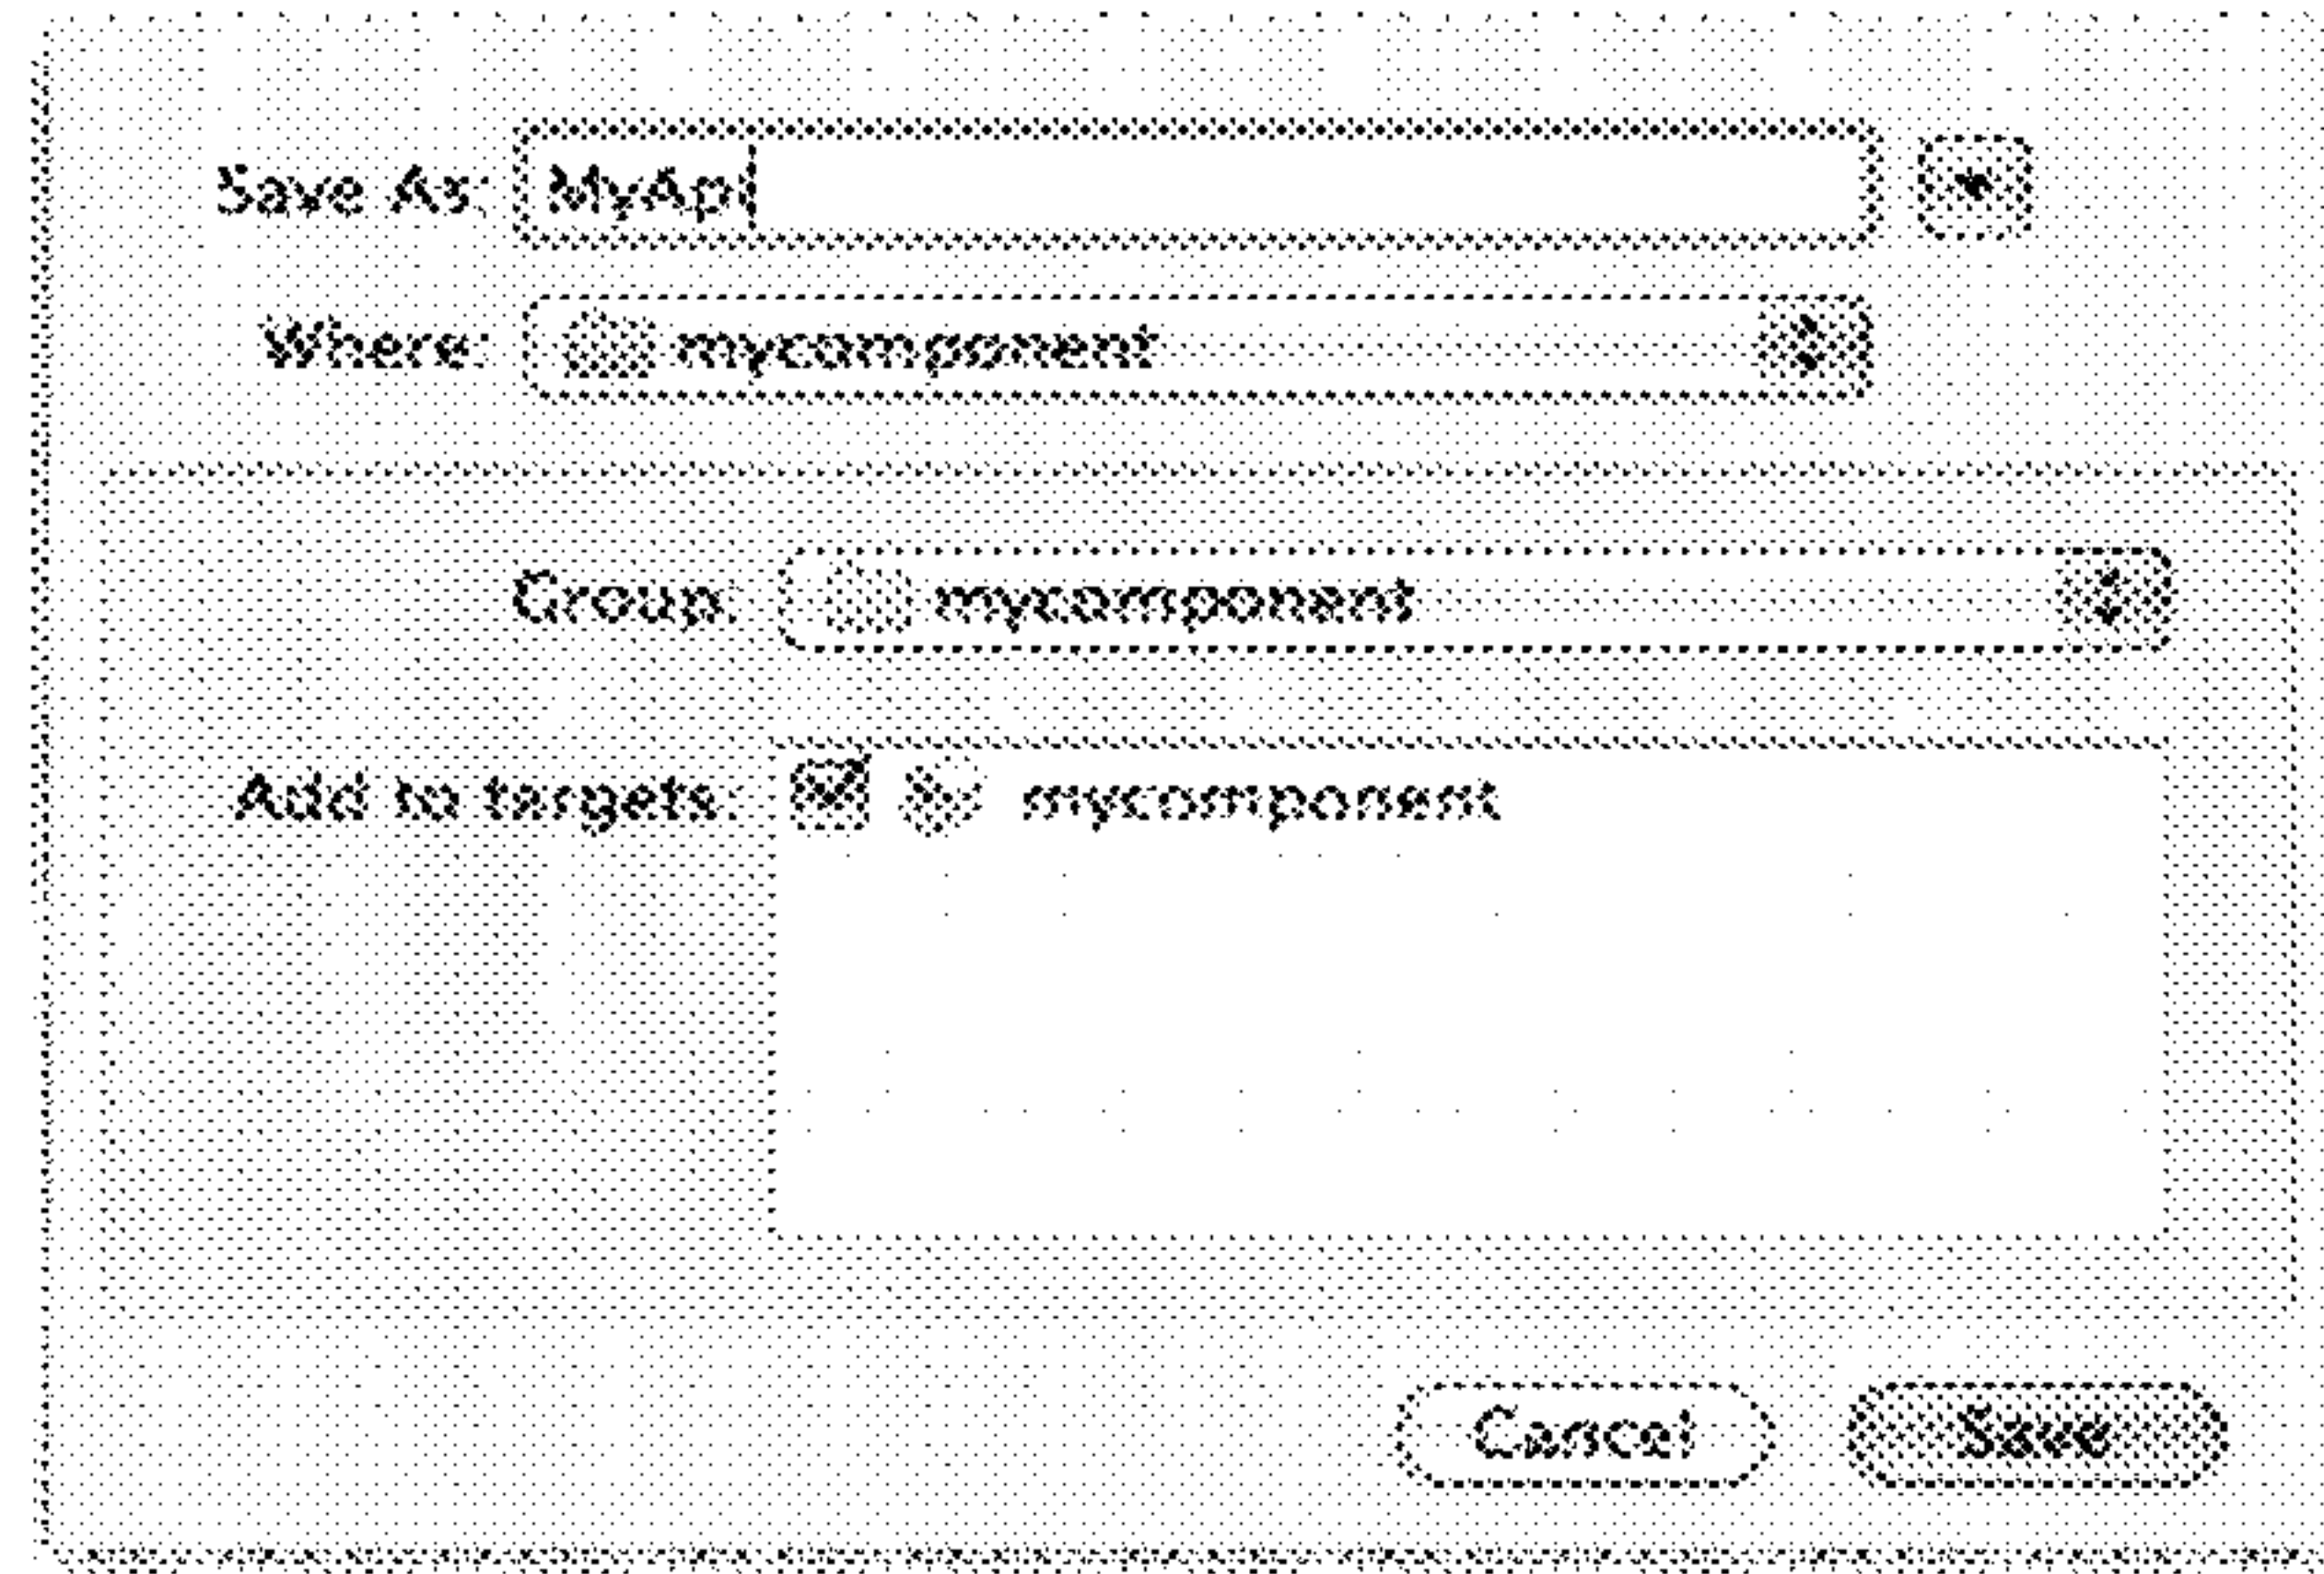 Save As: MyApi
Where: mycomponent
Group: mycomponent
Add to targets: mycomponent
Cancel Save